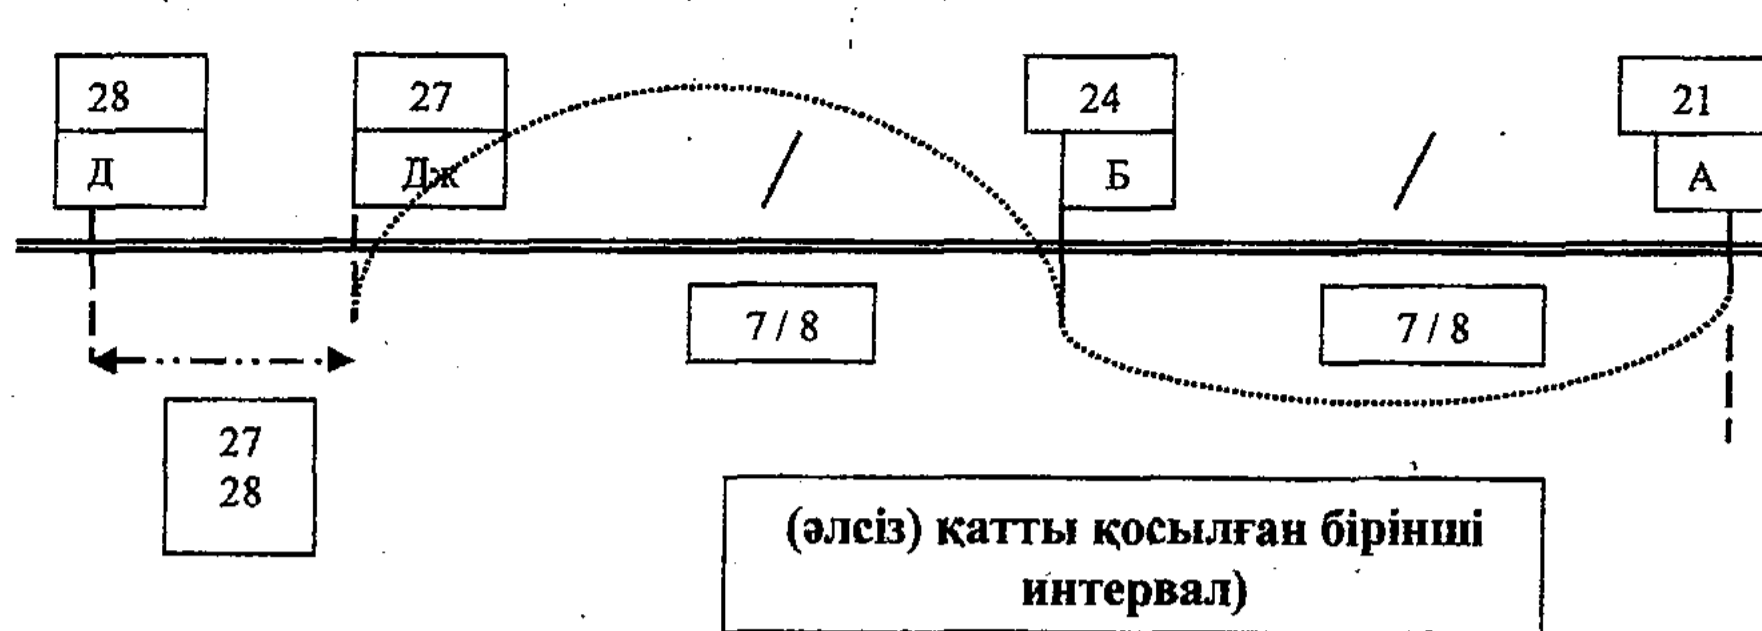 28 27 24 21
Д Дж Б А
7 / 8 7 / 8
27
28
(әлсіз) қатты қосылған бірінші
интервал)